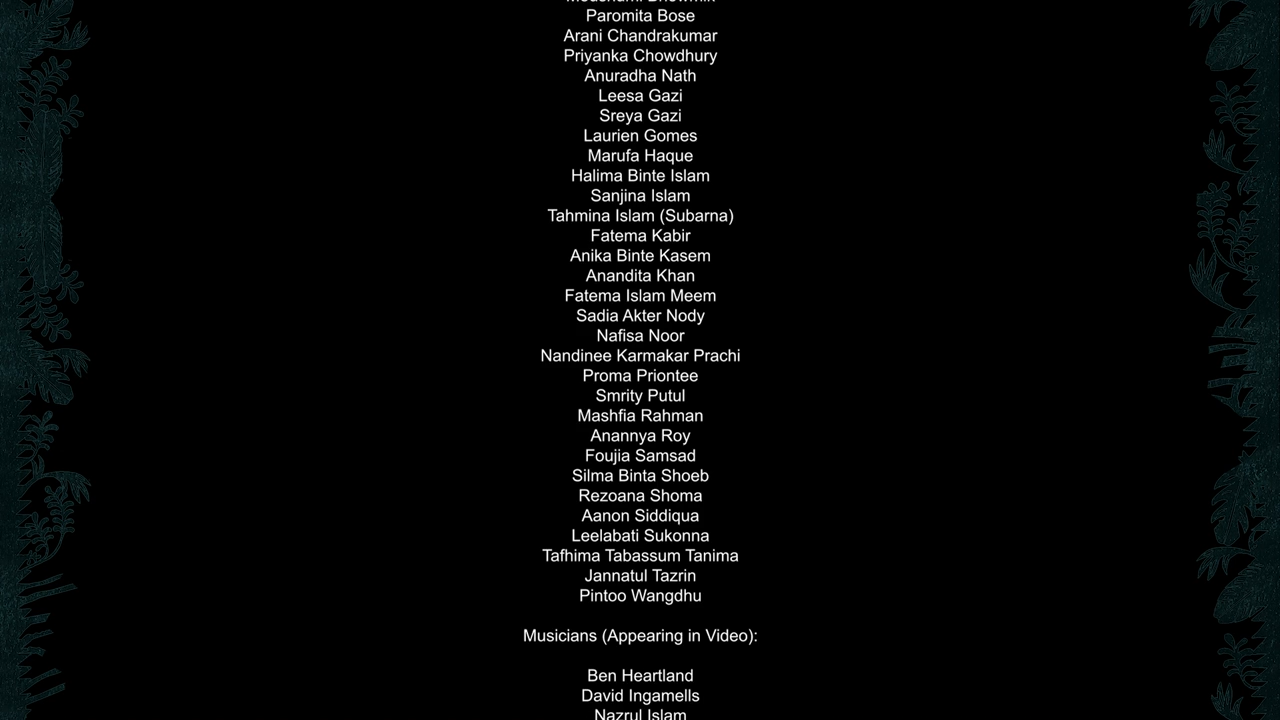 Paromita Bose
Arani Chandrakumar
Priyanka Chowdhury
Anuradha Nath
Leesa Gazi
Sreya Gazi
Laurien Gomes
Marufa Haque
Halima Binte Islam
Sanjina Islam
Tahmina Islam (Subarna)
Fatema Kabir
Anika Binte Kasem
Anandita Khan
Fatema Islam Meem
Sadia Akter Nody
Nafisa Noor
Nandinee Karmakar Prachi
Proma Priontee
Smrity Putul
Mashfia Rahman
Anannya Roy
Foujia Samsad
Silma Binta Shoeb
Rezoana Shoma
Aanon Siddiqua
Leelabati Sukonna
Tafhima Tabassum Tanima
Jannatul Tazrin
Pintoo Wangdhu
Musicians (Appearing in Video):
Ben Heartland
David Ingamells
Nazrul Islam